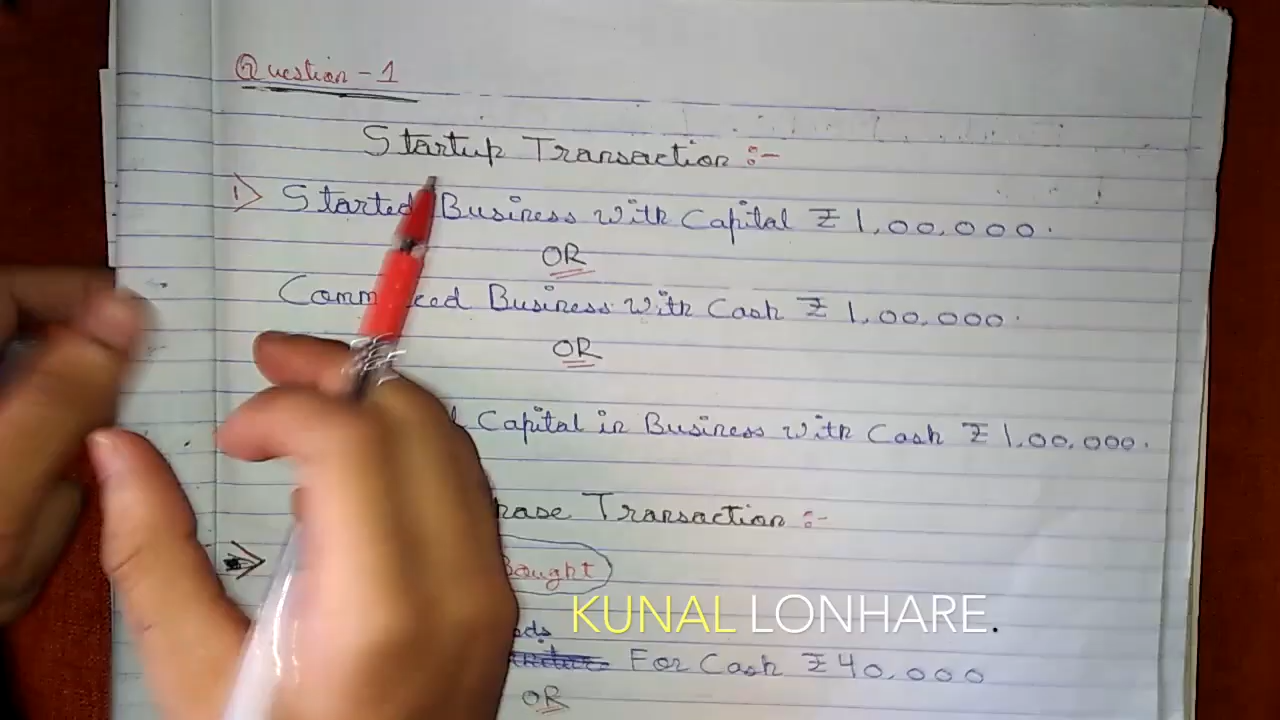 Question - 1
Startup Transaction :-
1> Started Business with Capital ₹ 1,00,000.
OR
Business with Cash ₹ 1,00,000.
OR
Capital in Business with Cash ₹ 1,00,000.
Transaction :-
Bought
KUNAL LONHARE.
For Cash ₹ 40,000
OR